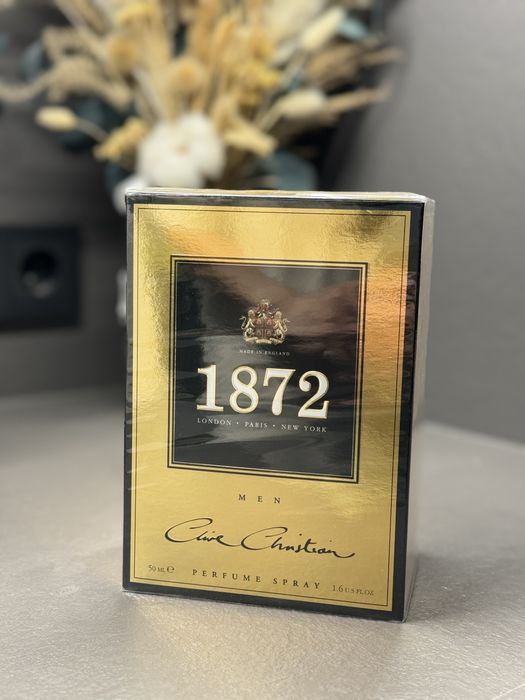 MADE IN ENGLAND
1872
LONDON • PARIS • NEW YORK
MEN
Clive Christian
50 ML ℮ PERFUME SPRAY 1.6 U.S FL.OZ